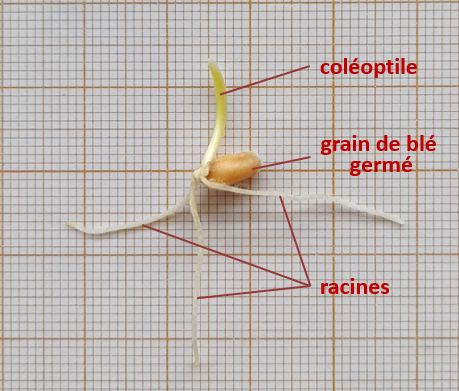 coléoptile
grain de blé
germé
racines